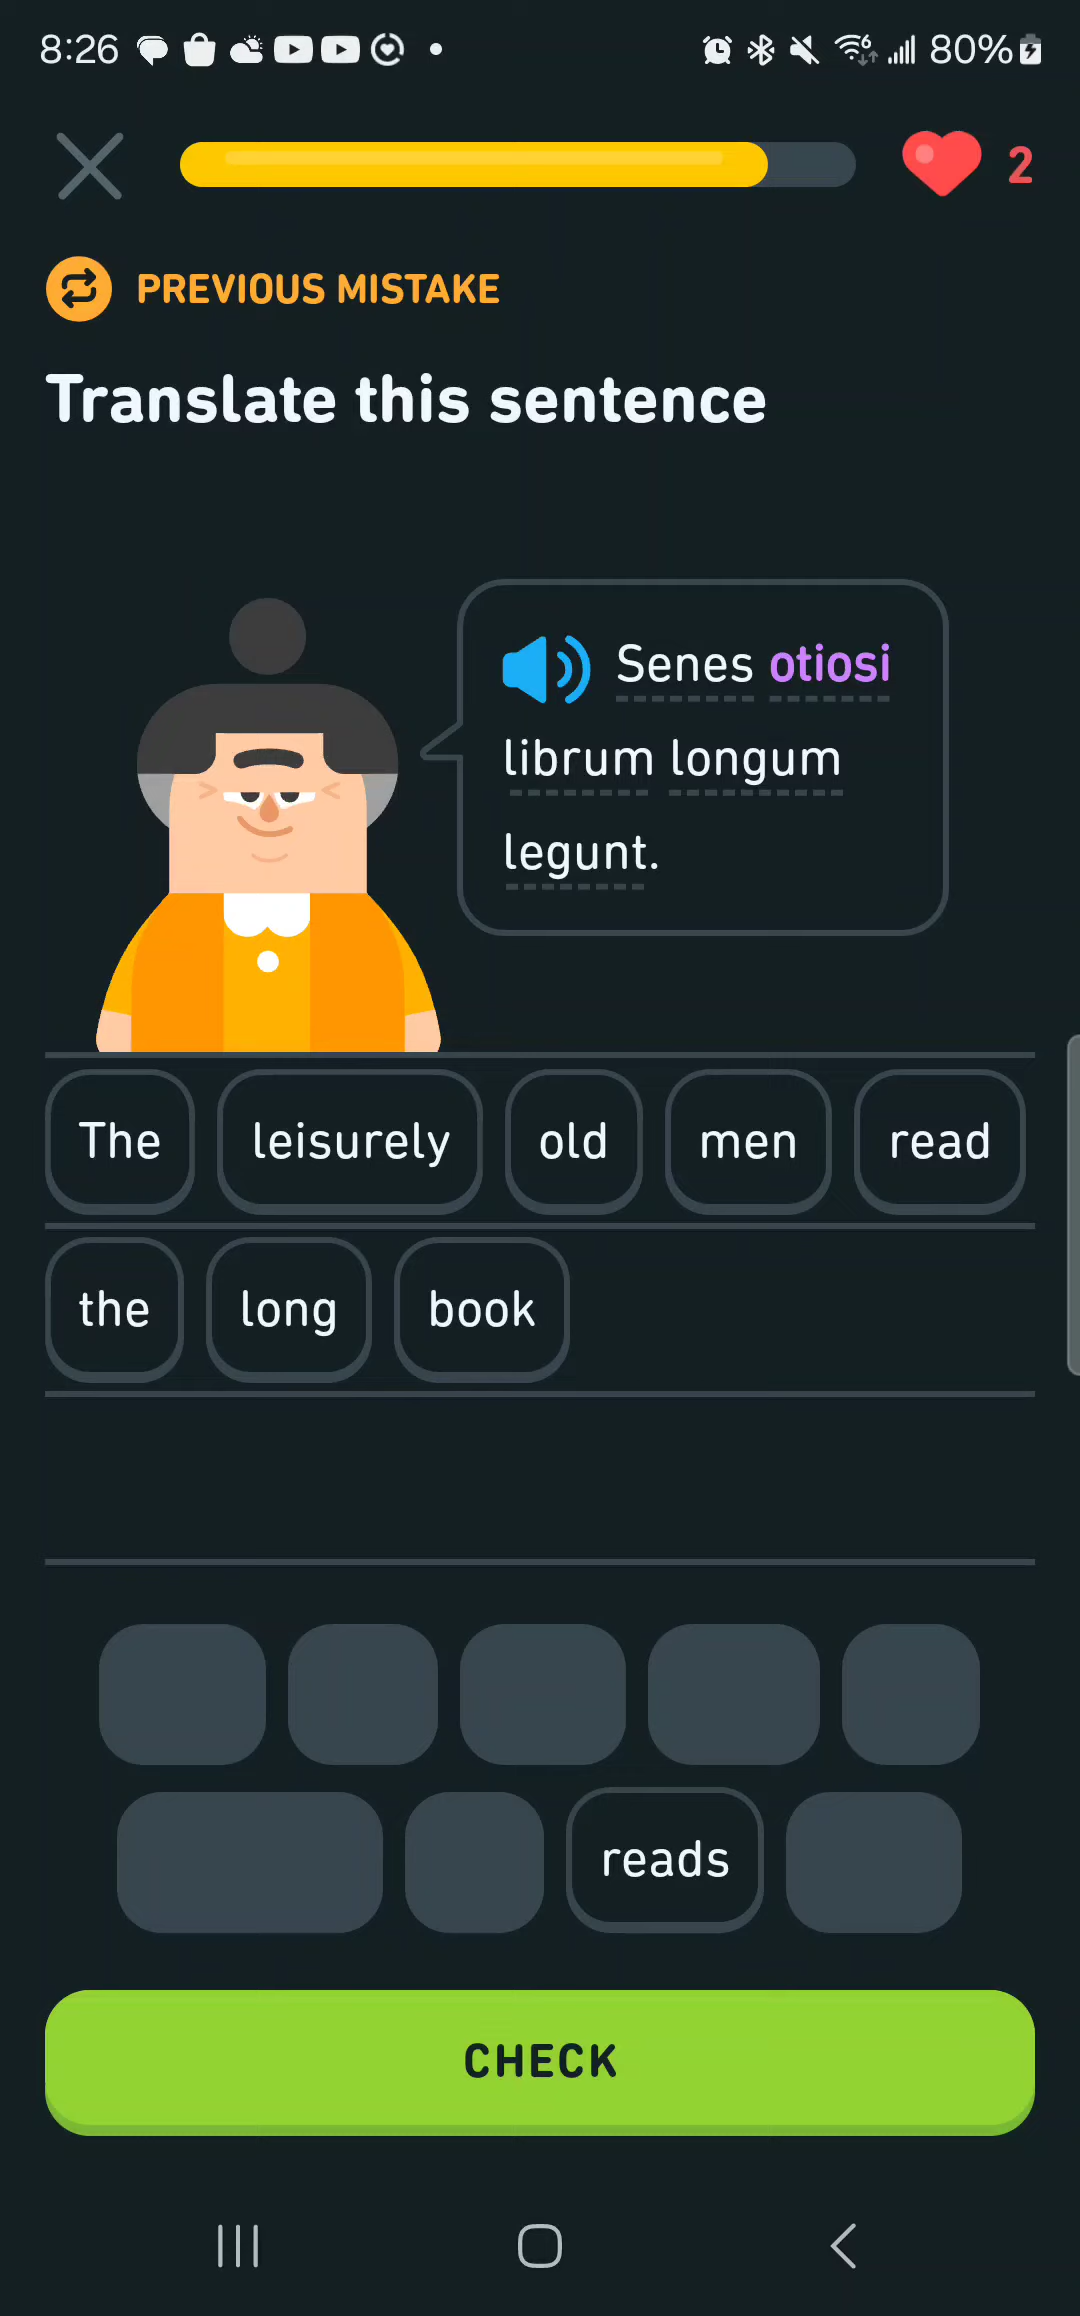 8:26 80%
2
PREVIOUS MISTAKE
Translate this sentence
Senes otiosi
librum longum
legunt.
The leisurely old men read
the long book
reads
CHECK